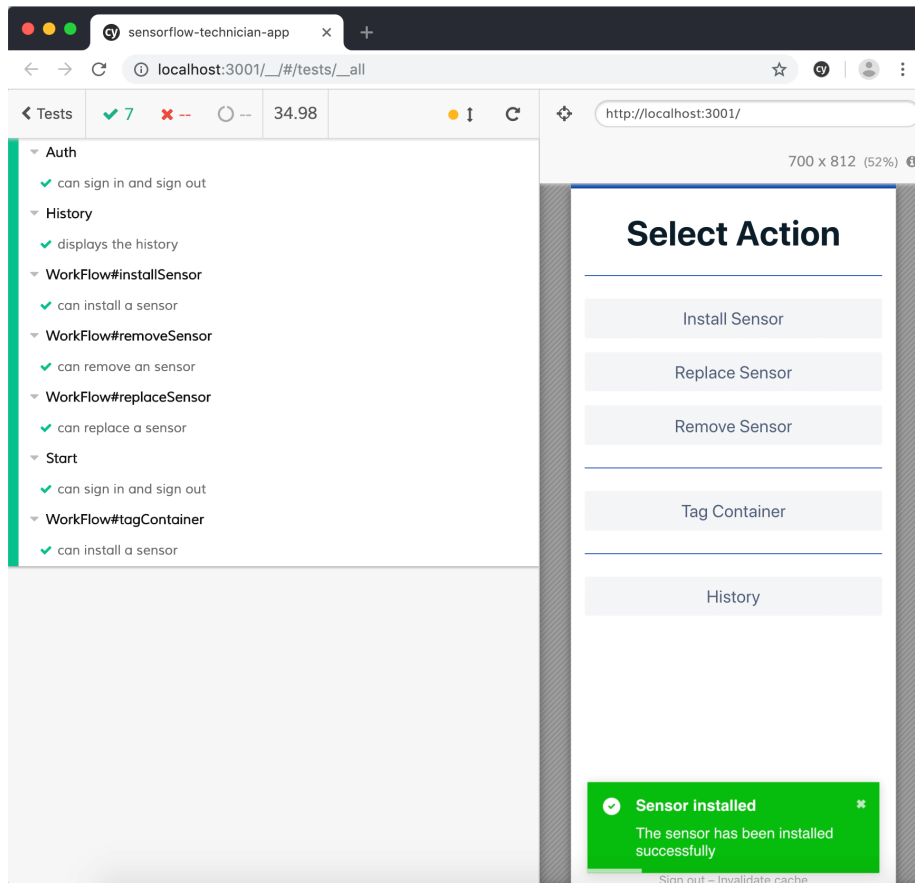 cy sensorflow-technician-app
localhost:3001/__/#/tests/__all
cy
Tests 7 -- -- 34.98
http://localhost:3001/
700 x 812 (52%)
Auth
can sign in and sign out
History
displays the history
WorkFlow#installSensor
can install a sensor
WorkFlow#removeSensor
can remove an sensor
WorkFlow#replaceSensor
can replace a sensor
Start
can sign in and sign out
WorkFlow#tagContainer
can install a sensor
Select Action
Install Sensor
Replace Sensor
Remove Sensor
Tag Container
History
Sensor installed
The sensor has been installed
successfully
Sign out – Invalidate cache